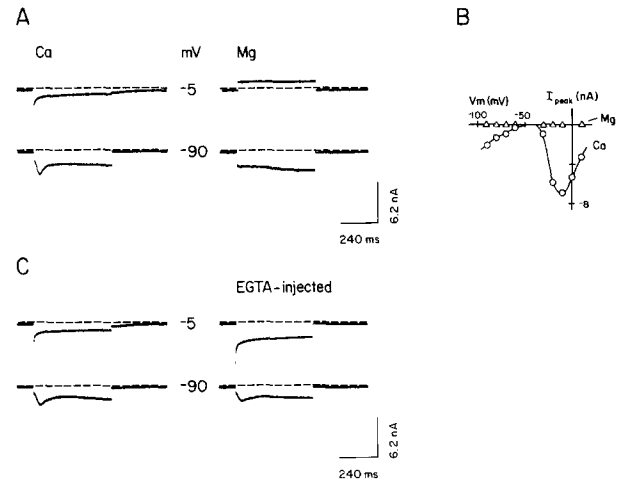 A
B
Ca
mV
Mg
-5
-90
6.2 nA
240 ms
Vm (mV)
I peak (nA)
-100
-50
Mg
Ca
-8
C
EGTA-injected
-5
-90
6.2 nA
240 ms